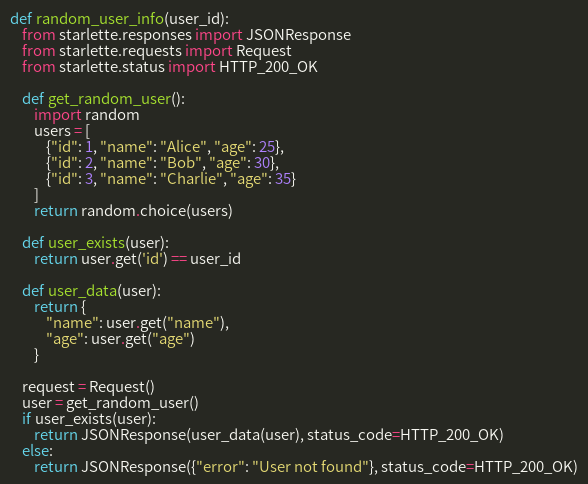 def random_user_info(user_id):
    from starlette.responses import JSONResponse
    from starlette.requests import Request
    from starlette.status import HTTP_200_OK

    def get_random_user():
        import random
        users = [
            {"id": 1, "name": "Alice", "age": 25},
            {"id": 2, "name": "Bob", "age": 30},
            {"id": 3, "name": "Charlie", "age": 35}
        ]
        return random.choice(users)

    def user_exists(user):
        return user.get('id') == user_id

    def user_data(user):
        return {
            "name": user.get("name"),
            "age": user.get("age")
        }

    request = Request()
    user = get_random_user()
    if user_exists(user):
        return JSONResponse(user_data(user), status_code=HTTP_200_OK)
    else:
        return JSONResponse({"error": "User not found"}, status_code=HTTP_200_OK)